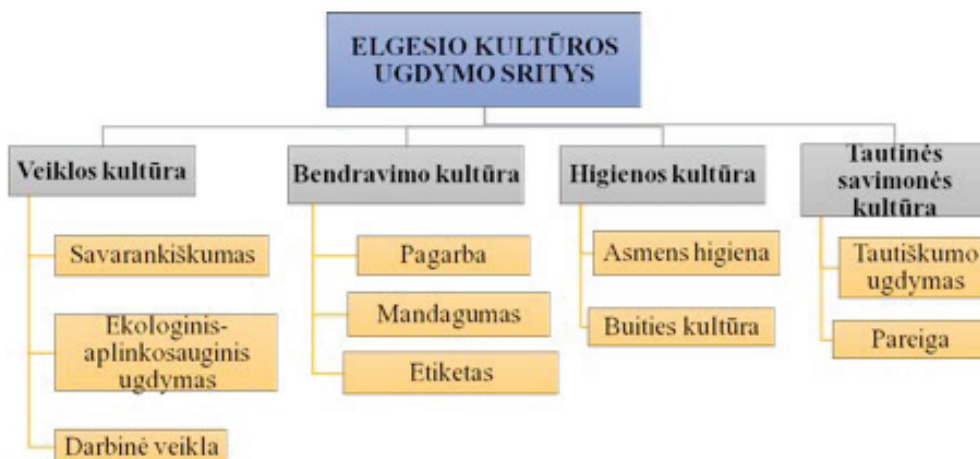 ELGESIO KULTŪROS
UGDYMO SRITYS
Veiklos kultūra
Savarankiškumas
Ekologinis-
aplinkosauginis
ugdymas
Darbinė veikla
Bendravimo kultūra
Pagarba
Mandagumas
Etiketas
Higienos kultūra
Asmens higiena
Buities kultūra
Tautinės
savimonės
kultūra
Tautiškumo
ugdymas
Pareiga